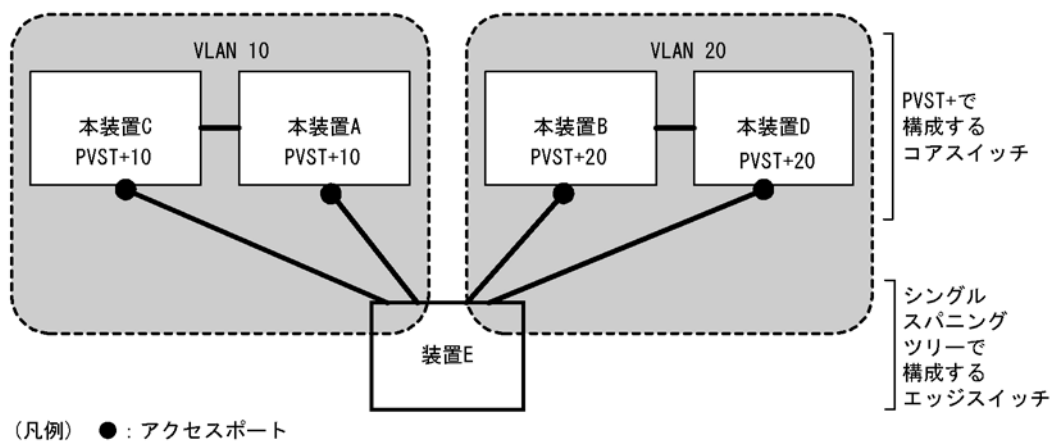 VLAN 10
VLAN 20
本装置C
PVST+10
本装置A
PVST+10
本装置B
PVST+20
本装置D
PVST+20
PVST+で
構成する
コアスイッチ
装置E
シングル
スパニング
ツリーで
構成する
エッジスイッチ
(凡例) ●:アクセスポート